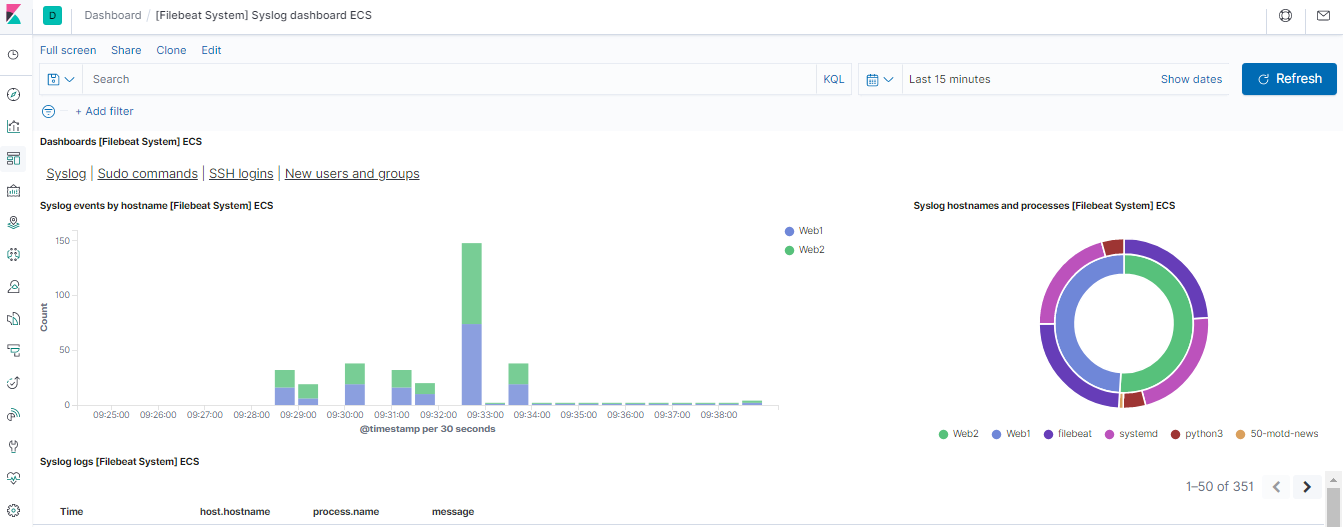 D Dashboard / [Filebeat System] Syslog dashboard ECS
Full screen Share Clone Edit
Search KQL Last 15 minutes Show dates Refresh
+ Add filter
Dashboards [Filebeat System] ECS
Syslog | Sudo commands | SSH logins | New users and groups
Syslog events by hostname [Filebeat System] ECS
Web1
Web2
150
100
50
0
Count
09:25:00 09:26:00 09:27:00 09:28:00 09:29:00 09:30:00 09:31:00 09:32:00 09:33:00 09:34:00 09:35:00 09:36:00 09:37:00 09:38:00
@timestamp per 30 seconds
Syslog hostnames and processes [Filebeat System] ECS
Web2 Web1 filebeat systemd python3 50-motd-news
Syslog logs [Filebeat System] ECS
1–50 of 351
Time host.hostname process.name message